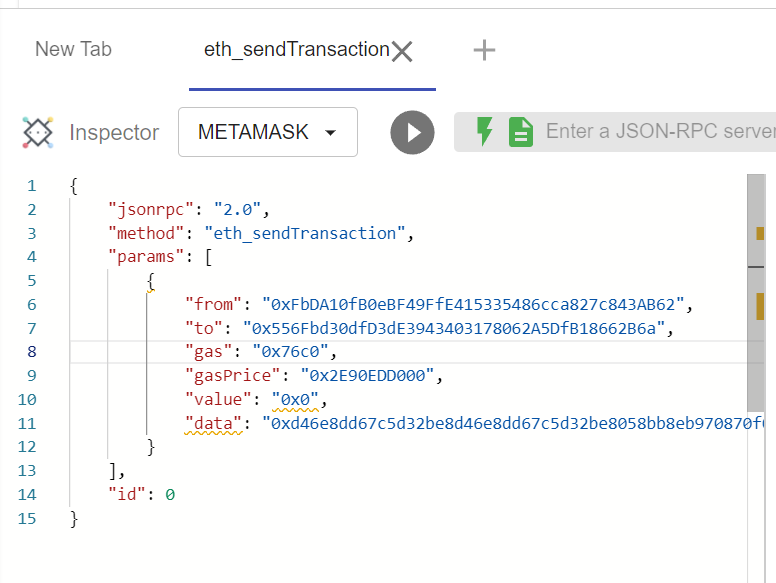 New Tab eth_sendTransaction
Inspector METAMASK Enter a JSON-RPC server
1 {
2 "jsonrpc": "2.0",
3 "method": "eth_sendTransaction",
4 "params": [
5 {
6 "from": "0xFbDA10fB0eBF49FfE415335486cca827c843AB62",
7 "to": "0x556Fbd30dfD3dE3943403178062A5DfB18662B6a",
8 "gas": "0x76c0",
9 "gasPrice": "0x2E90EDD000",
10 "value": "0x0",
11 "data": "0xd46e8dd67c5d32be8d46e8dd67c5d32be8058bb8eb970870f
12 }
13 ],
14 "id": 0
15 }